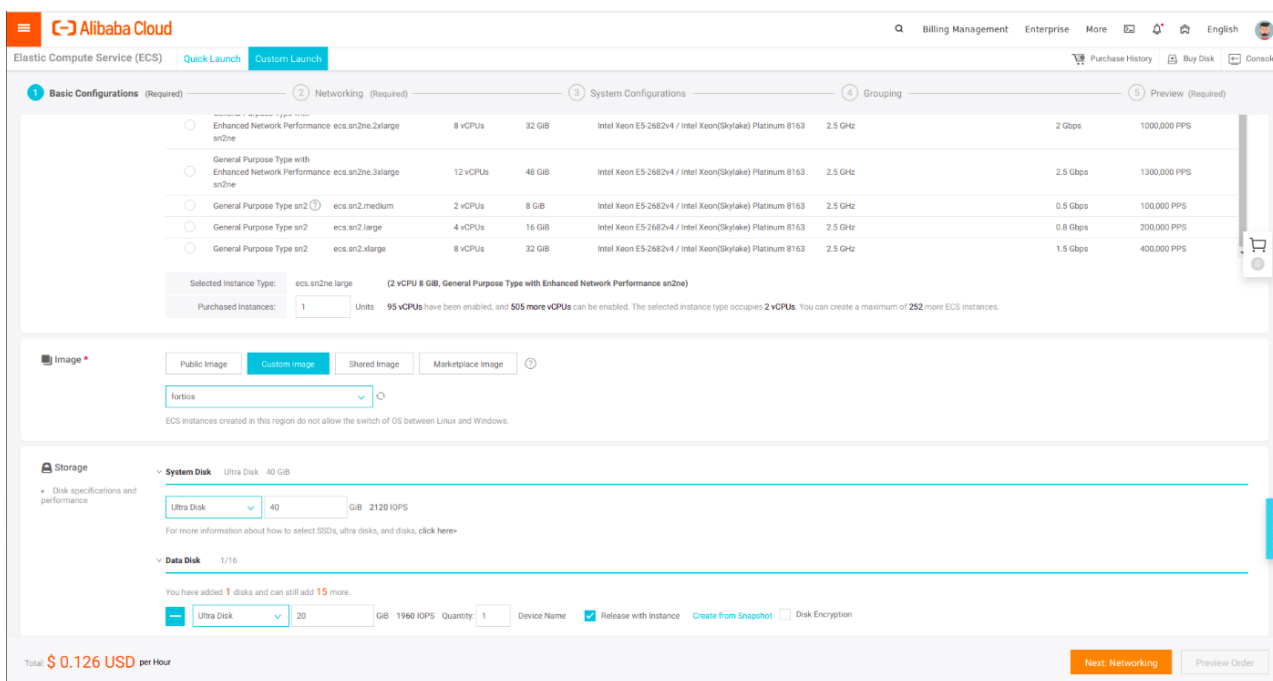 Alibaba Cloud
Billing Management Enterprise More English
Elastic Compute Service (ECS) Quick Launch Custom Launch Purchase History Buy Disk Console
1 Basic Configurations (Required) 2 Networking (Required) 3 System Configurations 4 Grouping 5 Preview (Required)
General Purpose Type with
Enhanced Network Performance ecs.sn2ne.2xlarge 8 vCPUs 32 GiB Intel Xeon E5-2682v4 / Intel Xeon(Skylake) Platinum 8163 2.5 GHz 2 Gbps 1000,000 PPS
sn2ne
General Purpose Type with
Enhanced Network Performance ecs.sn2ne.3xlarge 12 vCPUs 48 GiB Intel Xeon E5-2682v4 / Intel Xeon(Skylake) Platinum 8163 2.5 GHz 2.5 Gbps 1300,000 PPS
sn2ne
General Purpose Type sn2 ? ecs.sn2.medium 2 vCPUs 8 GiB Intel Xeon E5-2682v4 / Intel Xeon(Skylake) Platinum 8163 2.5 GHz 0.5 Gbps 100,000 PPS
General Purpose Type sn2 ecs.sn2.large 4 vCPUs 16 GiB Intel Xeon E5-2682v4 / Intel Xeon(Skylake) Platinum 8163 2.5 GHz 0.8 Gbps 200,000 PPS
General Purpose Type sn2 ecs.sn2.xlarge 8 vCPUs 32 GiB Intel Xeon E5-2682v4 / Intel Xeon(Skylake) Platinum 8163 2.5 GHz 1.5 Gbps 400,000 PPS
0
Selected Instance Type: ecs.sn2ne.large (2 vCPU 8 GiB, General Purpose Type with Enhanced Network Performance sn2ne)
Purchased Instances: 1 Units 95 vCPUs have been enabled, and 505 more vCPUs can be enabled. The selected instance type occupies 2 vCPUs. You can create a maximum of 252 more ECS instances.
Image * Public Image Custom Image Shared Image Marketplace Image ?
fortios
ECS instances created in this region do not allow the switch of OS between Linux and Windows.
Storage System Disk Ultra Disk 40 GiB
Disk specifications and
performance
Ultra Disk 40 GiB 2120 IOPS
For more information about how to select SSDs, ultra disks, and disks, click here>
Data Disk 1/16
You have added 1 disks and can still add 15 more.
Ultra Disk 20 GiB 1960 IOPS Quantity: 1 Device Name Release with Instance Create from Snapshot Disk Encryption
Total: $ 0.126 USD per Hour Next: Networking Preview Order